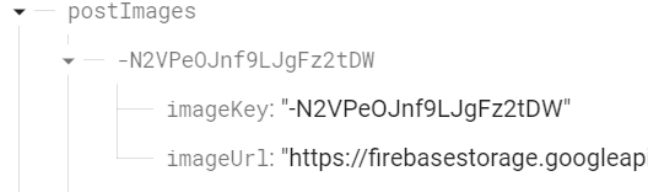 postImages
-N2VPeOJnf9LJgFz2tDW
imageKey: "-N2VPeOJnf9LJgFz2tDW"
imageUrl: "https://firebasestorage.googleapi